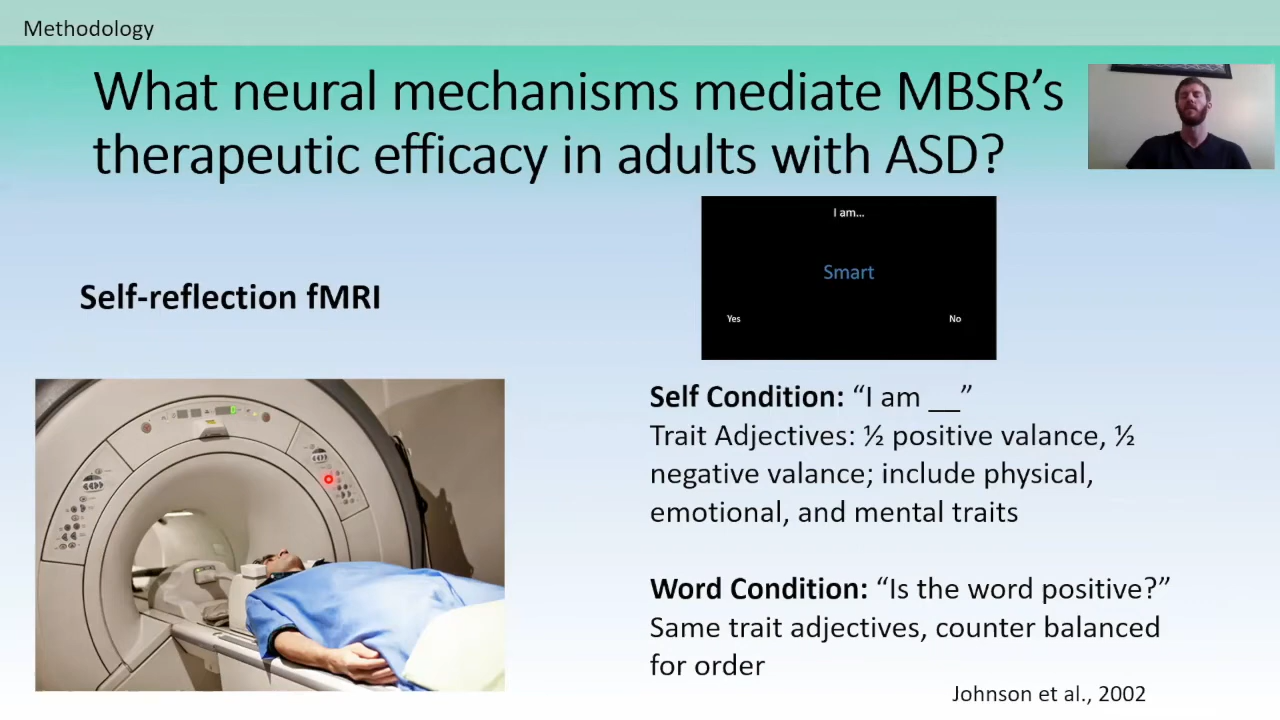 Methodology
What neural mechanisms mediate MBSR’s
therapeutic efficacy in adults with ASD?
I am...
Smart
Yes
No
Self-reflection fMRI
Self Condition: “I am __”
Trait Adjectives: ½ positive valance, ½
negative valance; include physical,
emotional, and mental traits
Word Condition: “Is the word positive?”
Same trait adjectives, counter balanced
for order
Johnson et al., 2002